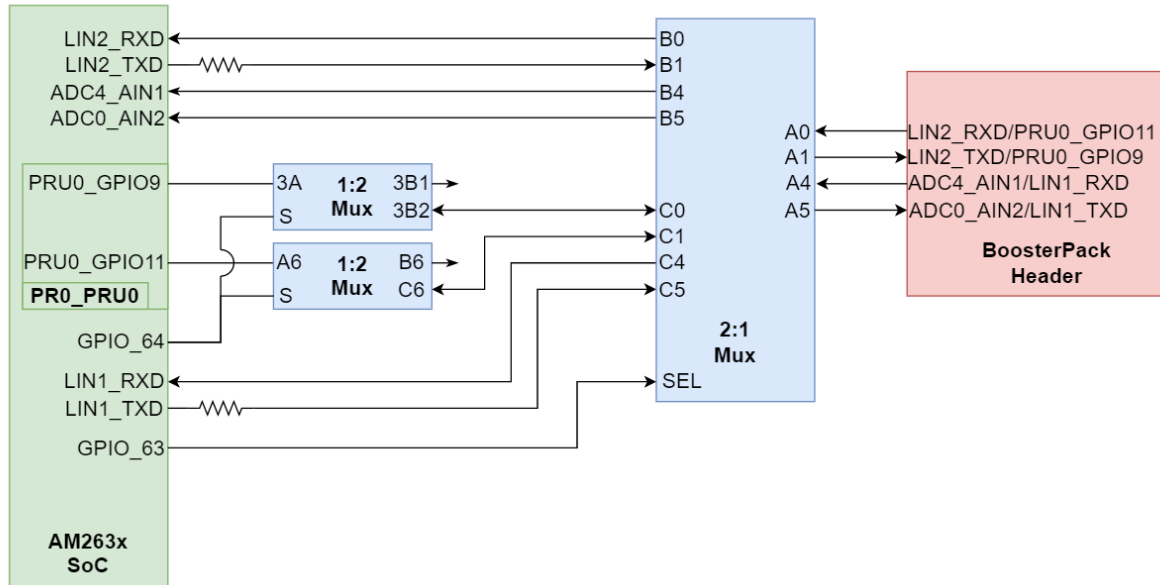 LIN2_RXD
LIN2_TXD
ADC4_AIN1
ADC0_AIN2
PRU0_GPIO9
PRU0_GPIO11
PR0_PRU0
GPIO_64
LIN1_RXD
LIN1_TXD
GPIO_63
AM263x
SoC
3A
1:2
Mux
3B1
3B2
S
A6
1:2
Mux
B6
C6
S
B0
B1
B4
B5
C0
C1
C4
C5
SEL
A0
A1
A4
A5
2:1
Mux
LIN2_RXD/PRU0_GPIO11
LIN2_TXD/PRU0_GPIO9
ADC4_AIN1/LIN1_RXD
ADC0_AIN2/LIN1_TXD
BoosterPack
Header